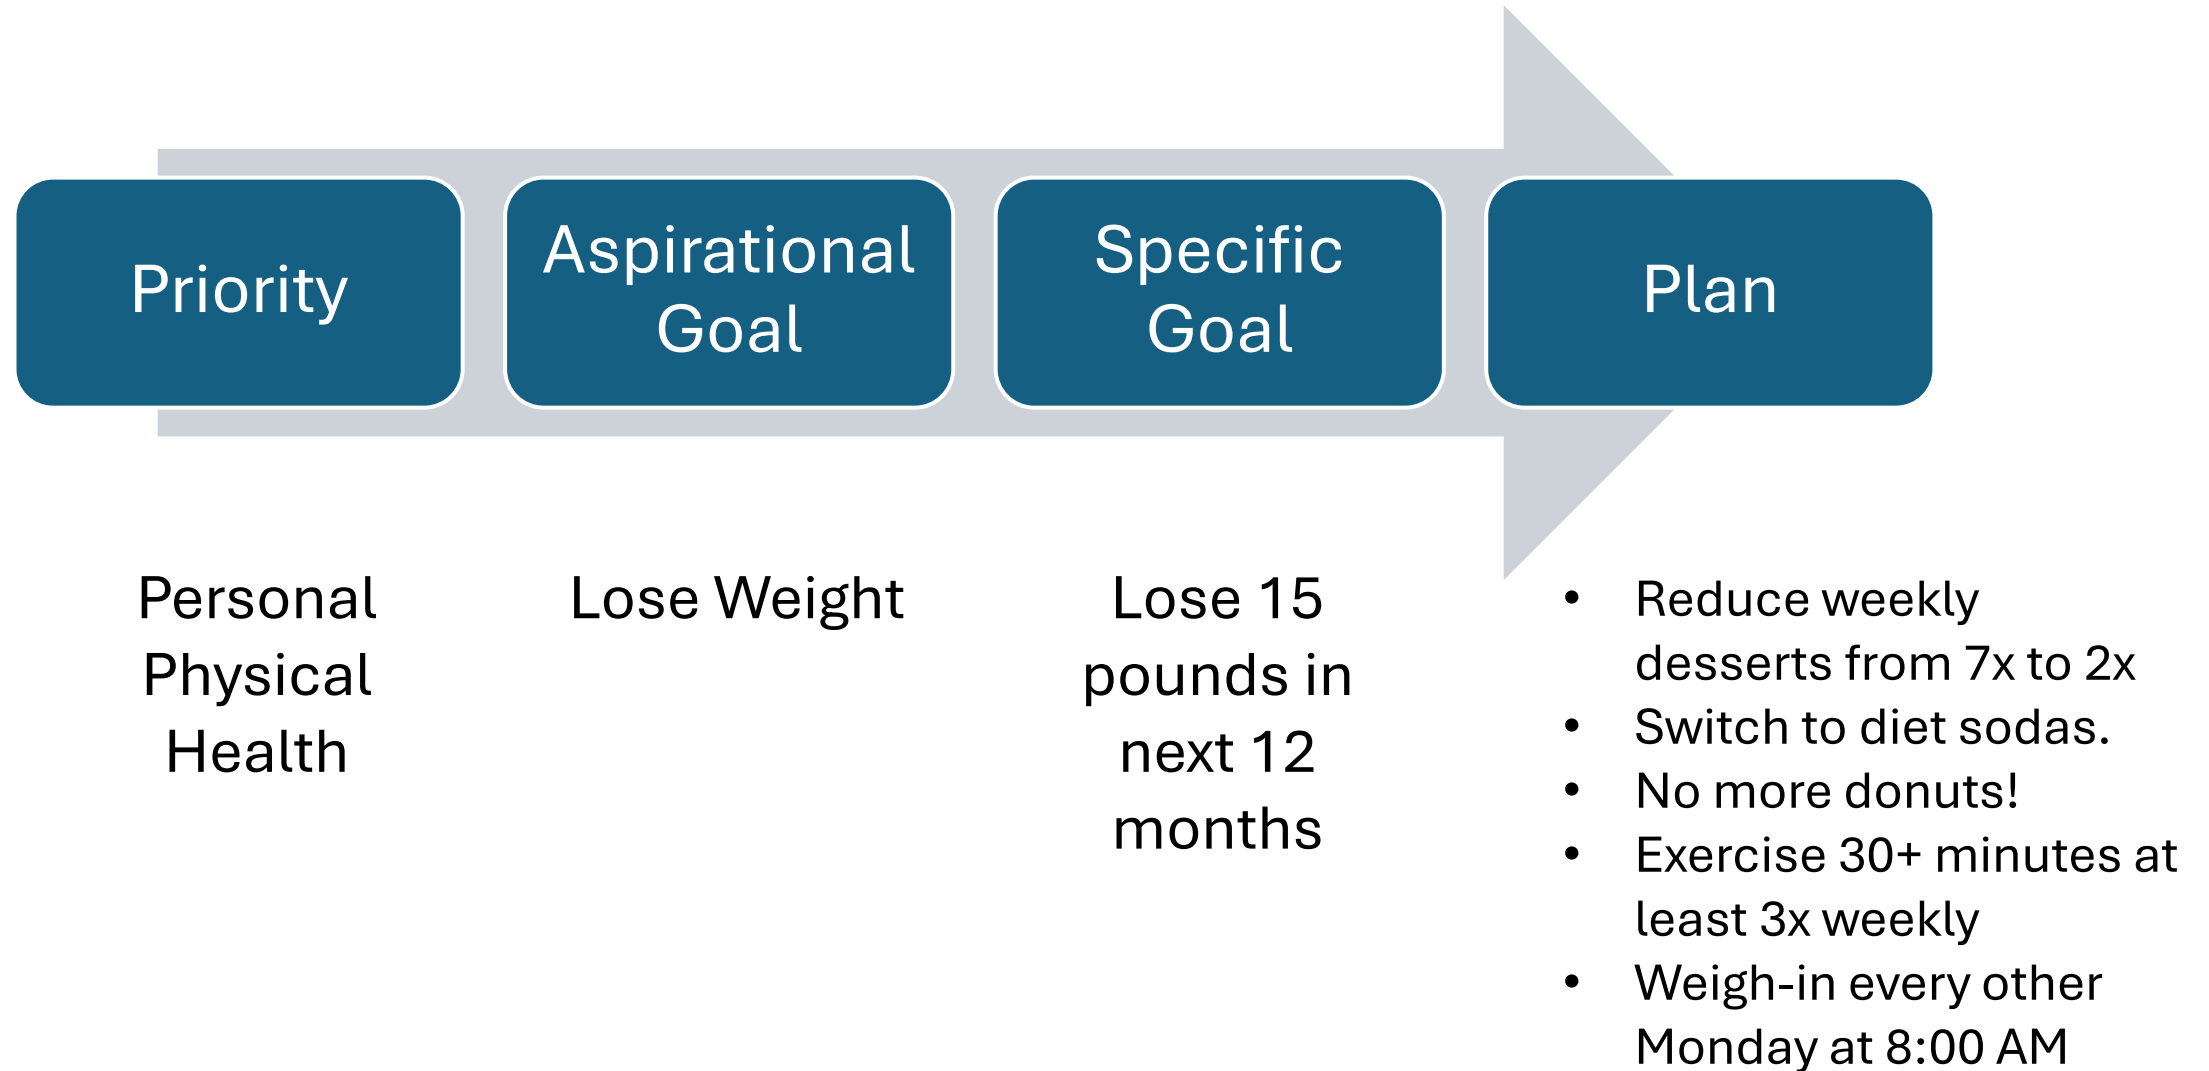 Priority
Aspirational
Goal
Specific
Goal
Plan
Personal
Physical
Health
Lose Weight
Lose 15
pounds in
next 12
months
• Reduce weekly
desserts from 7x to 2x
• Switch to diet sodas.
• No more donuts!
• Exercise 30+ minutes at
least 3x weekly
• Weigh-in every other
Monday at 8:00 AM